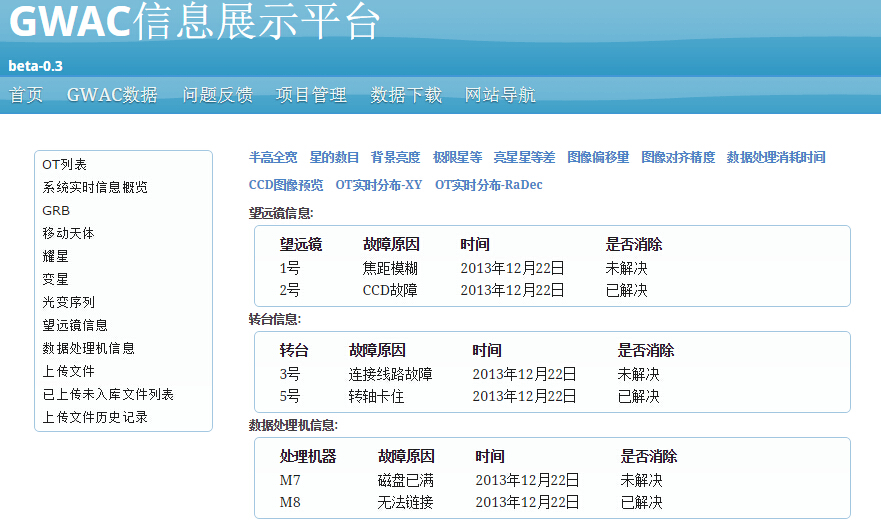 GWAC信息展示平台
beta-0.3
首页 GWAC数据 问题反馈 项目管理 数据下载 网站导航
OT列表
系统实时信息概览
GRB
移动天体
耀星
变星
光变序列
望远镜信息
数据处理机信息
上传文件
已上传未入库文件列表
上传文件历史记录
半高全宽 星的数目 背景亮度 极限星等 亮星星等差 图像偏移量 图像对齐精度 数据处理消耗时间
CCD图像预览 OT实时分布-XY OT实时分布-RaDec
望远镜信息:
望远镜 故障原因 时间 是否消除
1号 焦距模糊 2013年12月22日 未解决
2号 CCD故障 2013年12月22日 已解决
转台信息:
转台 故障原因 时间 是否消除
3号 连接线路故障 2013年12月22日 未解决
5号 转轴卡住 2013年12月22日 已解决
数据处理机信息:
处理机器 故障原因 时间 是否消除
M7 磁盘已满 2013年12月22日 未解决
M8 无法链接 2013年12月22日 已解决